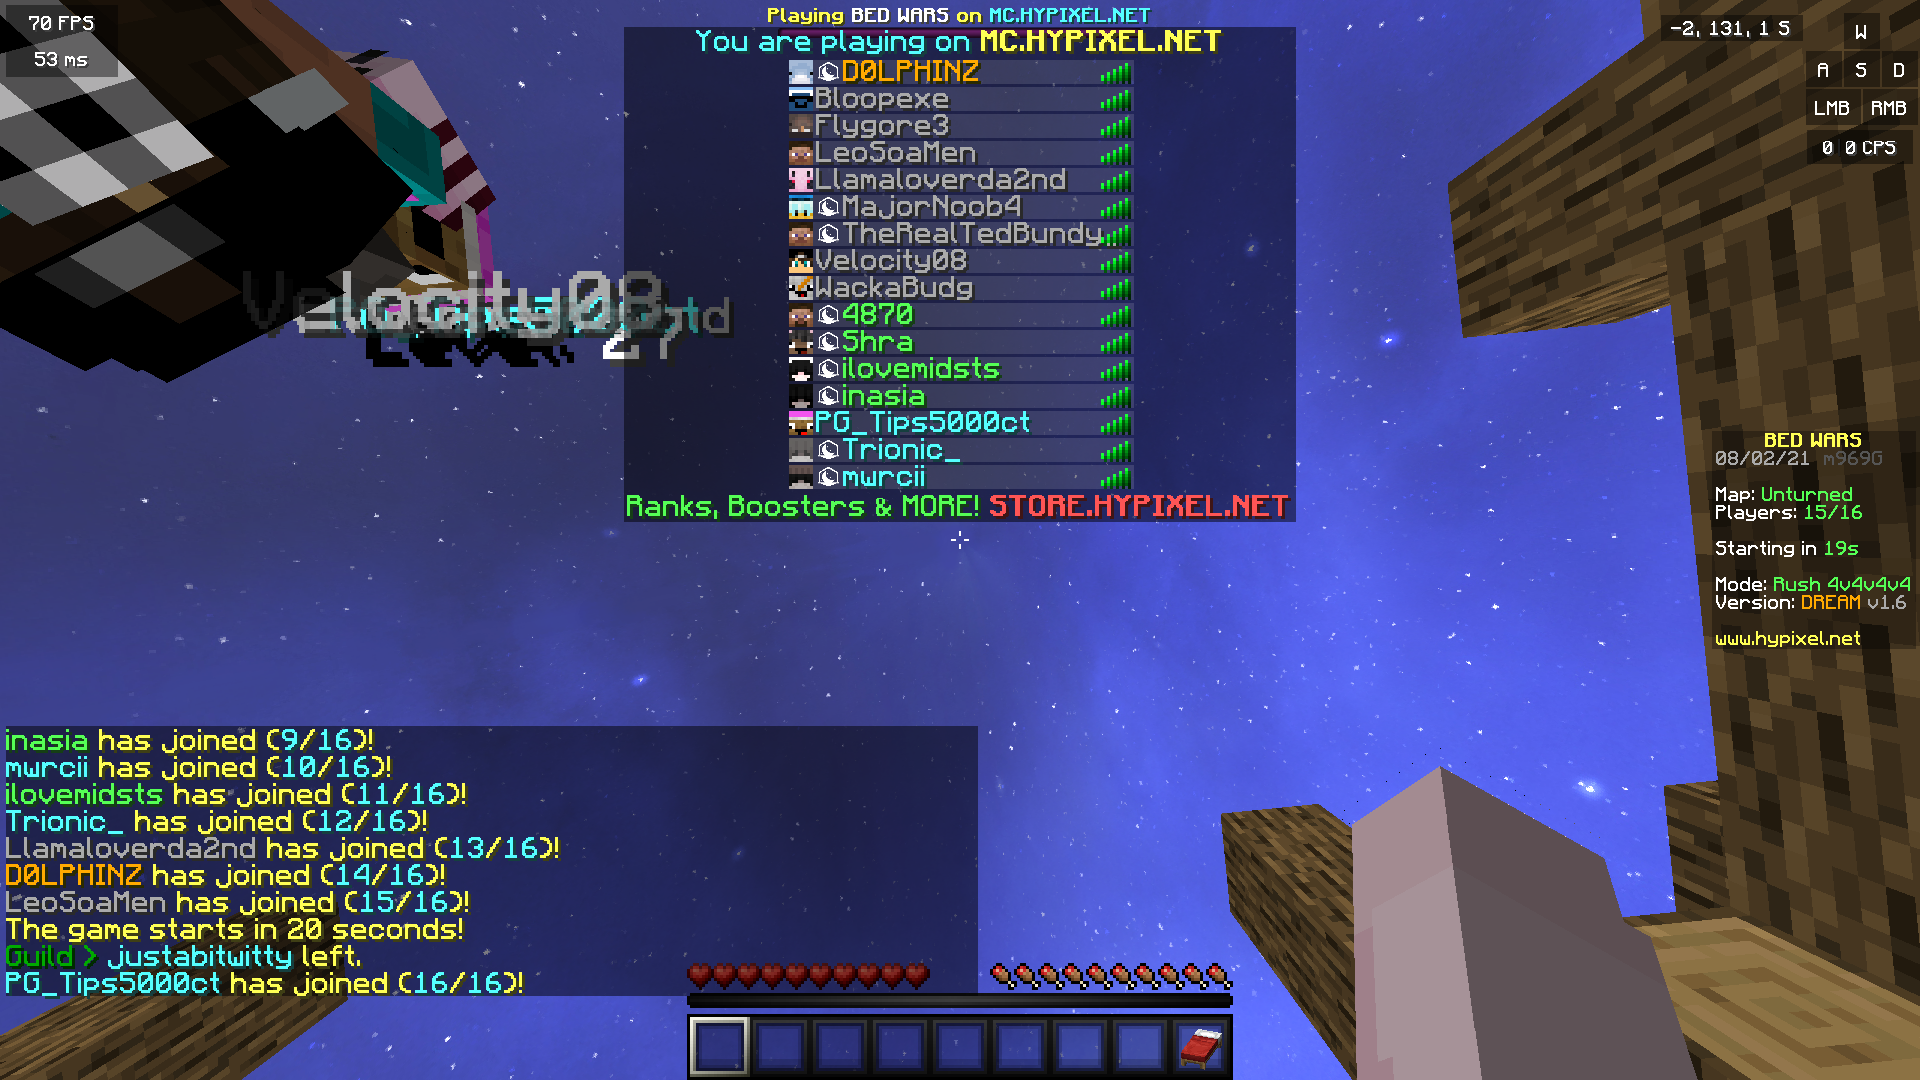 70 FPS
53 ms
Playing BED WARS on MC.HYPIXEL.NET
You are playing on MC.HYPIXEL.NET
D0LPHINZ
Bloopexe
Flygore3
LeoSoaMen
Llamaloverda2nd
MajorNoob4
TheRealTedBundy
Velocity08
WackaBudg
4870
Shra
ilovemidsts
inasia
PG_Tips5000ct
Trionic_
mwrcii
Ranks, Boosters & MORE! STORE.HYPIXEL.NET
-2, 131, 1 S
W
A S D
LMB RMB
0 0 CPS
Velocity08
BED WARS
08/02/21 m969G
Map: Unturned
Players: 15/16
Starting in 19s
Mode: Rush 4v4v4v4
Version: DREAM v1.6
www.hypixel.net
inasia has joined (9/16)!
mwrcii has joined (10/16)!
ilovemidsts has joined (11/16)!
Trionic_ has joined (12/16)!
Llamaloverda2nd has joined (13/16)!
D0LPHINZ has joined (14/16)!
LeoSoaMen has joined (15/16)!
The game starts in 20 seconds!
Guild > justabitwitty left.
PG_Tips5000ct has joined (16/16)!